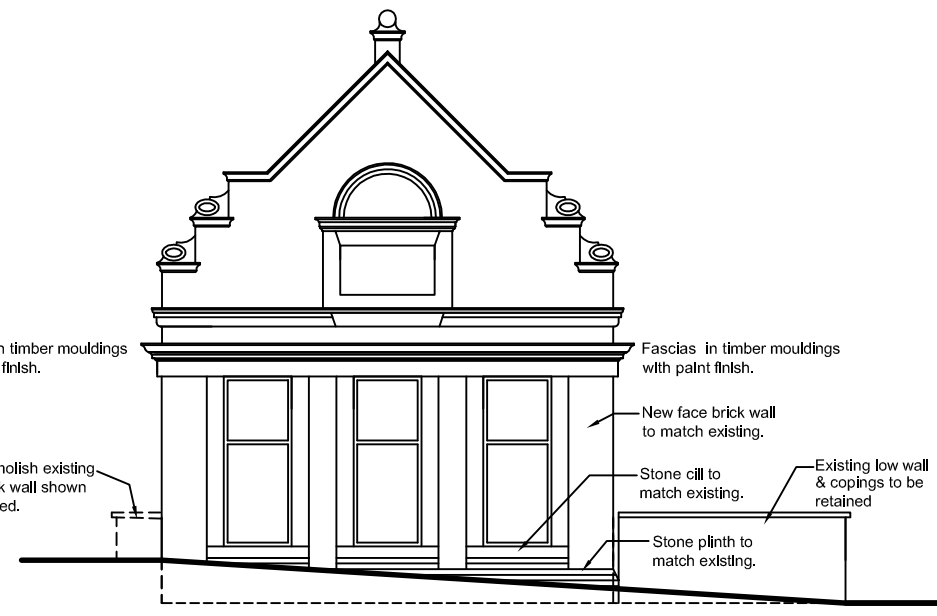 n timber mouldings
finish.
Fascias in timber mouldings
with paint finish.
New face brick wall
to match existing.
molish existing
k wall shown
ed.
Stone cill to
match existing.
Existing low wall
& copings to be
retained
Stone plinth to
match existing.